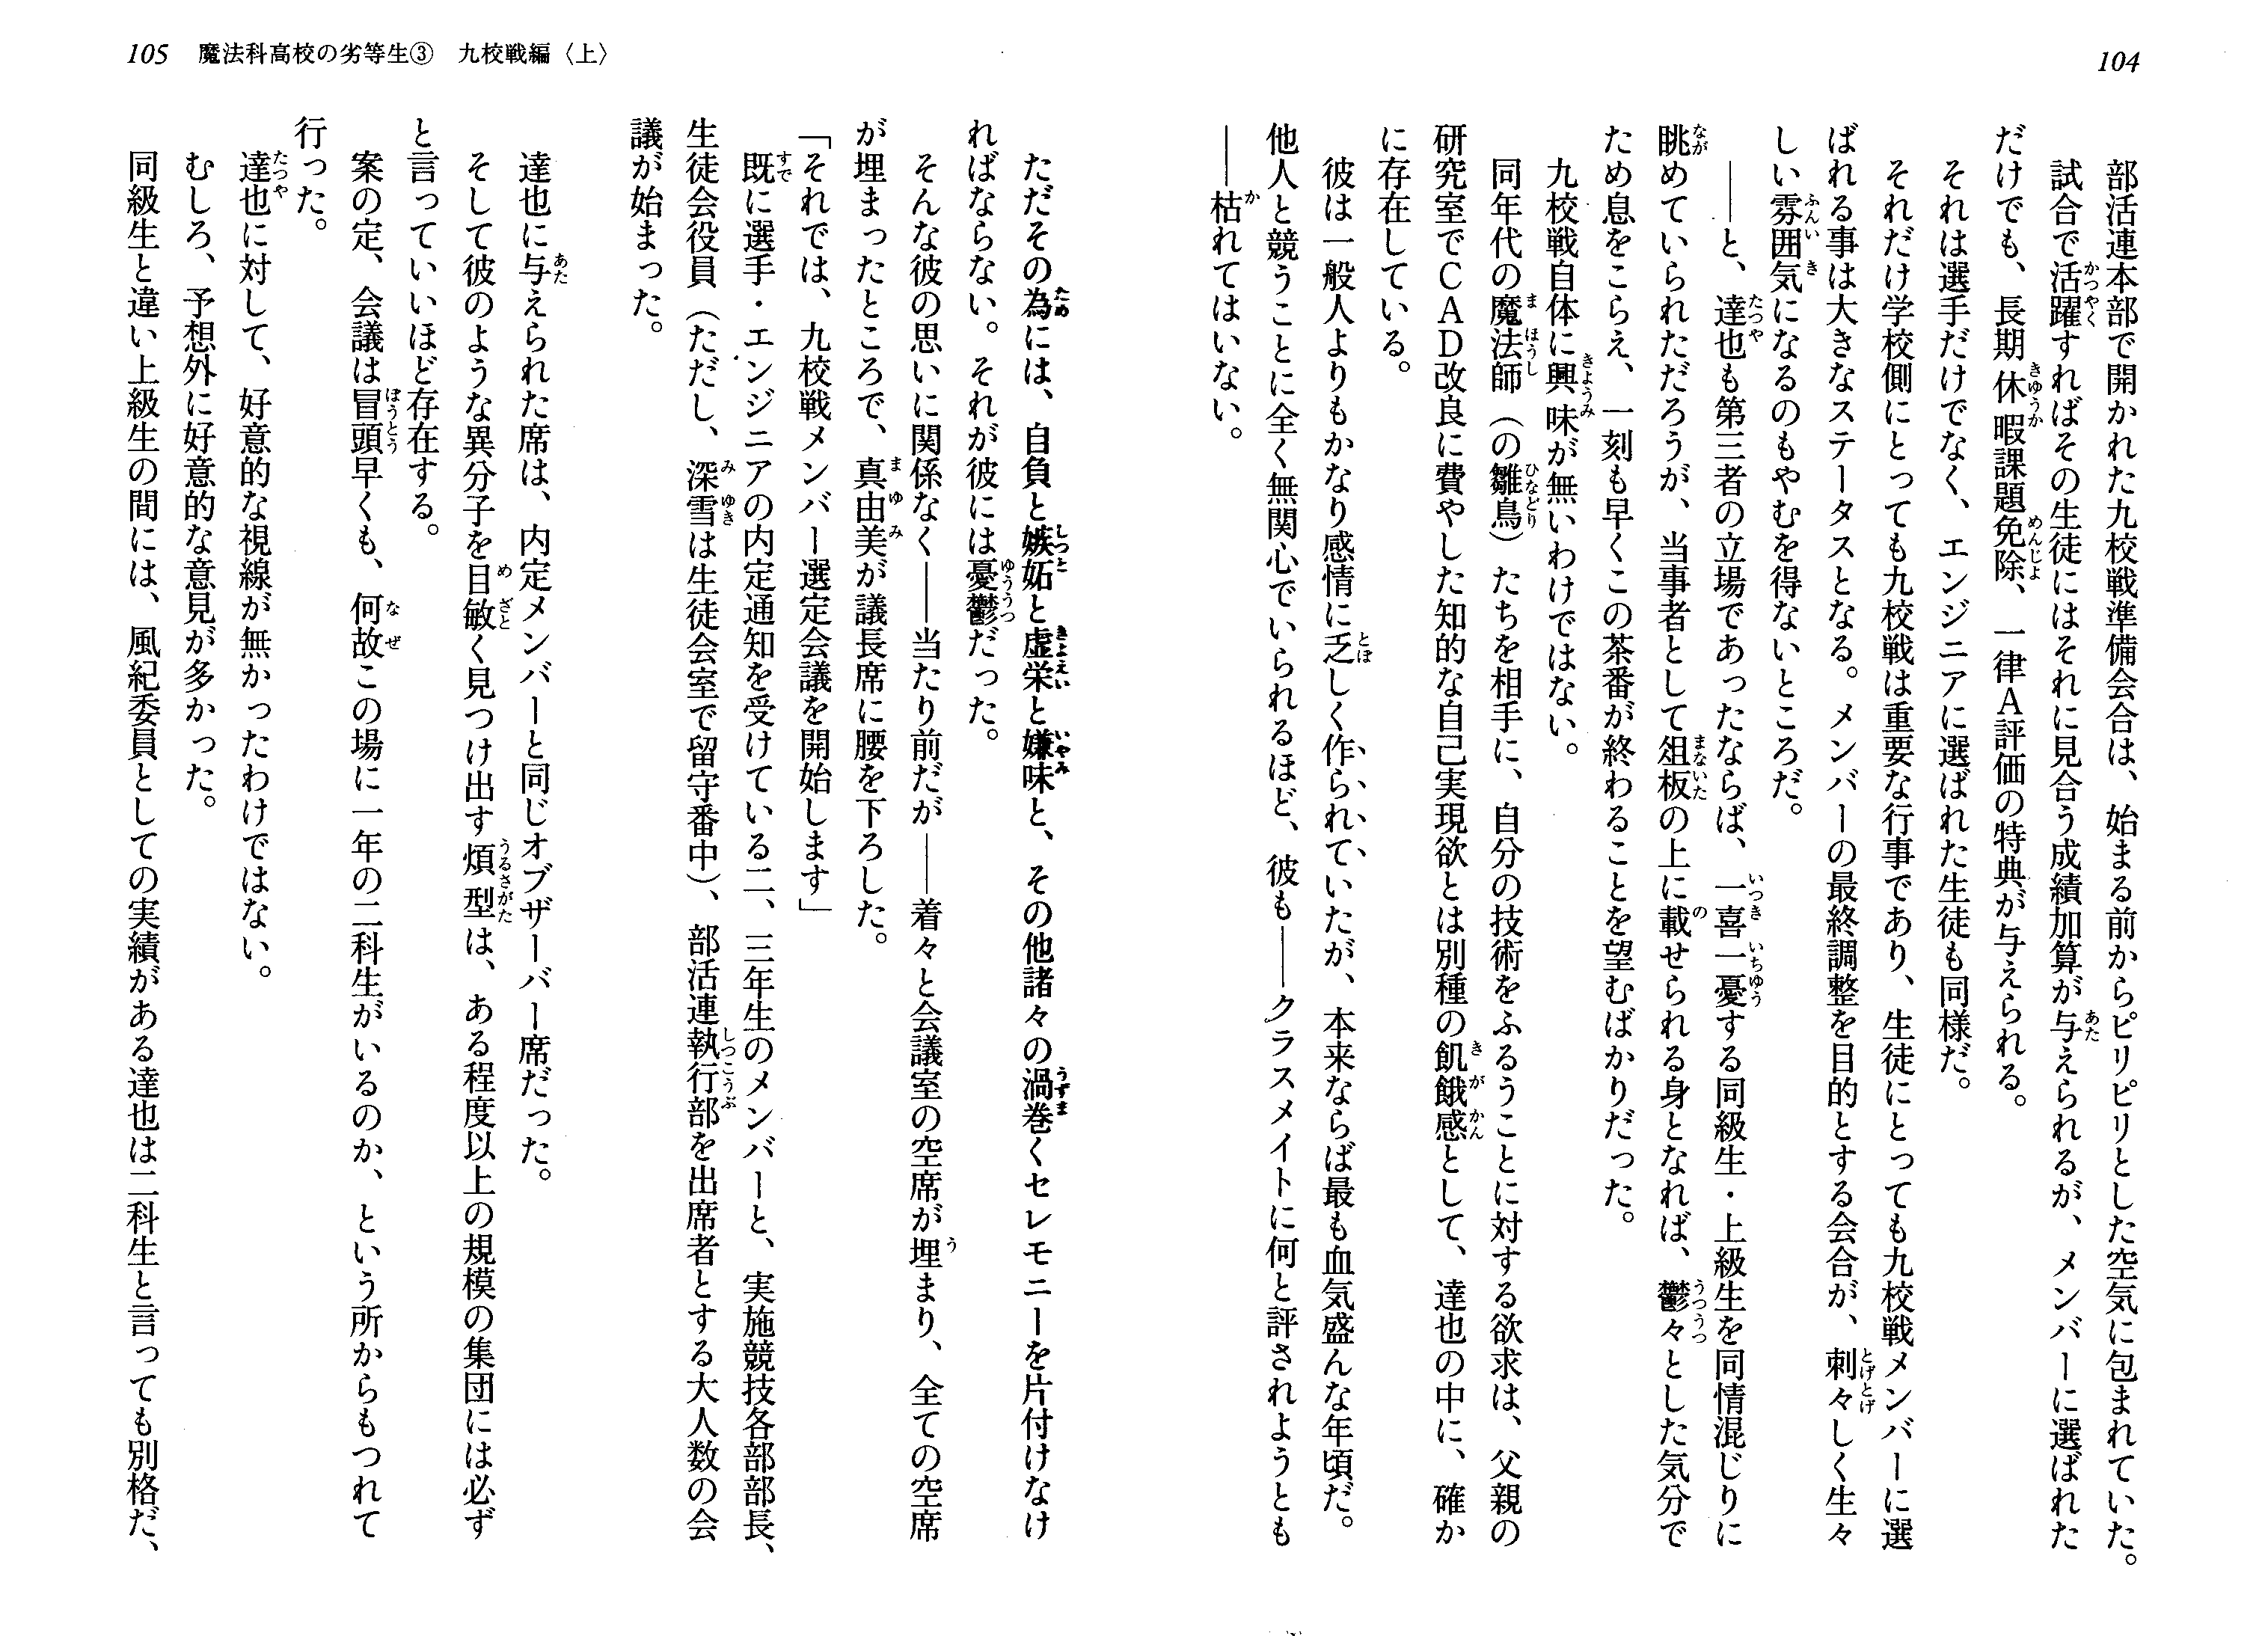 104
部活連本部で開かれた九校戦準備会合は、始まる前からピリピリとした空気に包まれていた。
試合で活躍すればその生徒にはそれに見合う成績加算が与えられるが、メンバーに選ばれた
だけでも、長期休暇課題免除、一律A評価の特典が与えられる。
それは選手だけでなく、エンジニアに選ばれた生徒も同様だ。
それだけ学校側にとっても九校戦は重要な行事であり、生徒にとっても九校戦メンバーに選
ばれる事は大きなステータスとなる。メンバーの最終調整を目的とする会合が、刺々しく生々
しい雰囲気になるのもやむを得ないところだ。
――と、達也も第三者の立場であったならば、一喜一憂する同級生・上級生を同情混じりに
眺めていられただろうが、当事者として俎板の上に載せられる身となれば、鬱々とした気分で
ため息をこらえ、一刻も早くこの茶番が終わることを望むばかりだった。
九校戦自体に興味が無いわけではない。
同年代の魔法師（の雛鳥）たちを相手に、自分の技術をふるうことに対する欲求は、父親の
研究室でCAD改良に費やした知的な自己実現欲とは別種の飢餓感として、達也の中に、確か
に存在している。
彼は一般人よりもかなり感情に乏しく作られていたが、本来ならば最も血気盛んな年頃だ。
他人と競うことに全く無関心でいられるほど、彼も――クラスメイトに何と評されようとも
――枯れてはいない。
105 魔法科高校の劣等生③ 九校戦編〈上〉
ただその為には、自負と嫉妬と虚栄と嫌味と、その他諸々の渦巻くセレモニーを片付けなけ
ればならない。それが彼には憂鬱だった。
そんな彼の思いに関係なく――当たり前だが――着々と会議室の空席が埋まり、全ての空席
が埋まったところで、真由美が議長席に腰を下ろした。
「それでは、九校戦メンバー選定会議を開始します」
既に選手・エンジニアの内定通知を受けている二、三年生のメンバーと、実施競技各部部長、
生徒会役員（ただし、深雪は生徒会室で留守番中）、部活連執行部を出席者とする大人数の会
議が始まった。
達也に与えられた席は、内定メンバーと同じオブザーバー席だった。
そして彼のような異分子を目敏く見つけ出す煩型は、ある程度以上の規模の集団には必ず
と言っていいほど存在する。
案の定、会議は冒頭早くも、何故この場に一年の二科生がいるのか、という所からもつれて
行った。
達也に対して、好意的な視線が無かったわけではない。
むしろ、予想外に好意的な意見が多かった。
同級生と違い上級生の間には、風紀委員としての実績がある達也は二科生と言っても別格だ、